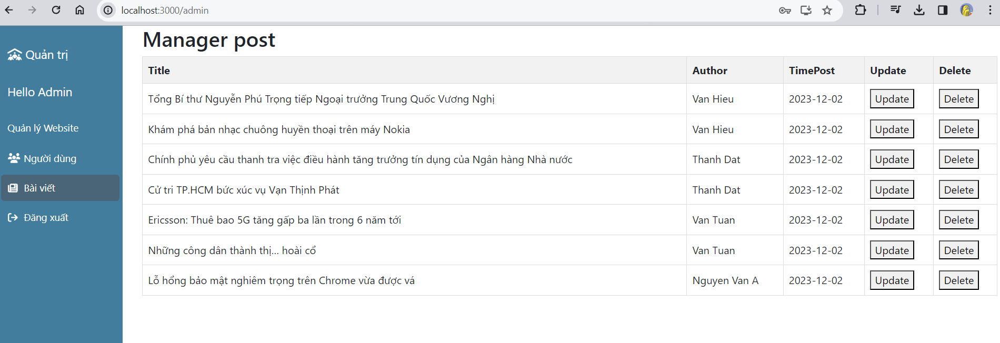 localhost:3000/admin
Quản trị
Hello Admin
Quản lý Website
Người dùng
Bài viết
Đăng xuất
Manager post
Title Author TimePost Update Delete
Tổng Bí thư Nguyễn Phú Trọng tiếp Ngoại trưởng Trung Quốc Vương Nghị Van Hieu 2023-12-02 Update Delete
Khám phá bản nhạc chuông huyền thoại trên máy Nokia Van Hieu 2023-12-02 Update Delete
Chính phủ yêu cầu thanh tra việc điều hành tăng trưởng tín dụng của Ngân hàng Nhà nước Thanh Dat 2023-12-02 Update Delete
Cử tri TP.HCM bức xúc vụ Vạn Thịnh Phát Thanh Dat 2023-12-02 Update Delete
Ericsson: Thuê bao 5G tăng gấp ba lần trong 6 năm tới Van Tuan 2023-12-02 Update Delete
Những công dân thành thị... hoài cổ Van Tuan 2023-12-02 Update Delete
Lỗ hổng bảo mật nghiêm trọng trên Chrome vừa được vá Nguyen Van A 2023-12-02 Update Delete